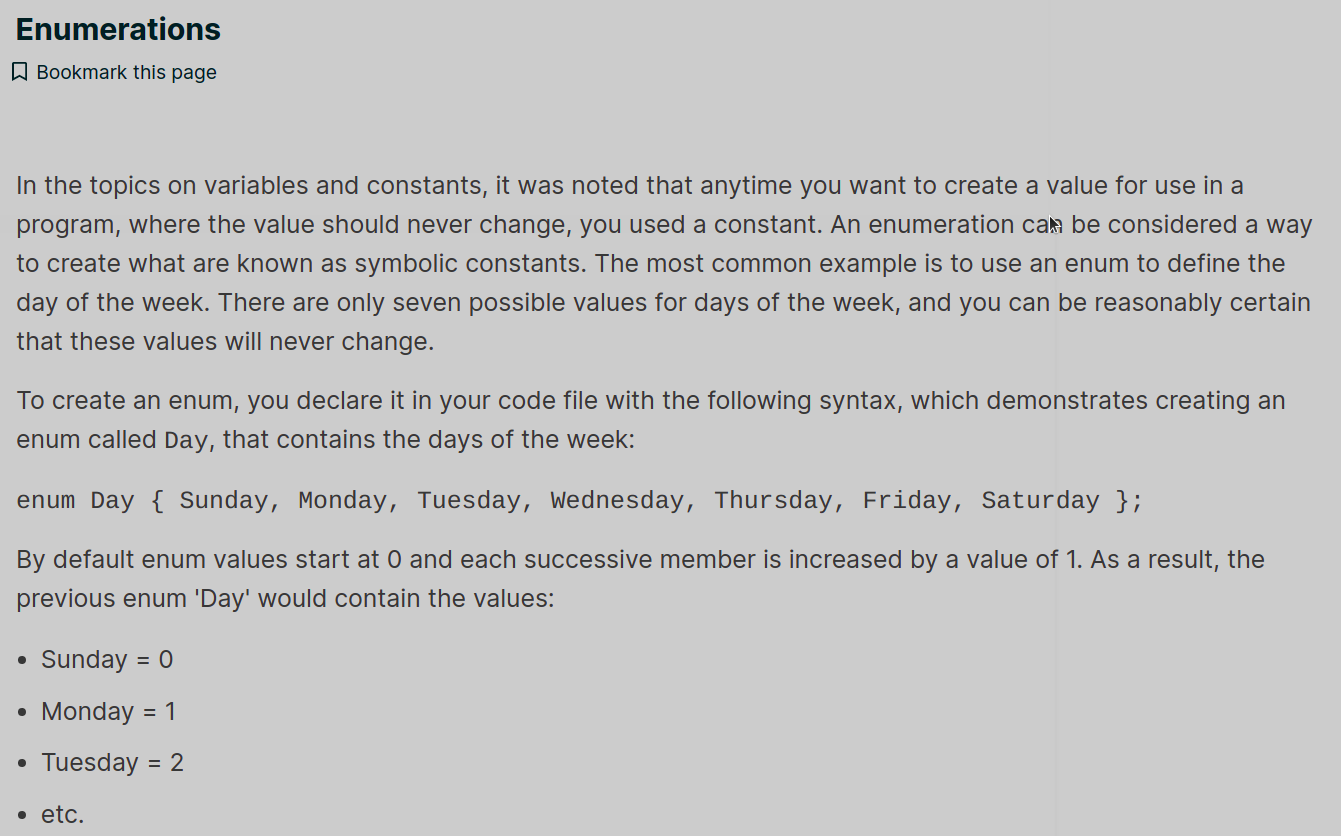 Enumerations
Bookmark this page
In the topics on variables and constants, it was noted that anytime you want to create a value for use in a
program, where the value should never change, you used a constant. An enumeration can be considered a way
to create what are known as symbolic constants. The most common example is to use an enum to define the
day of the week. There are only seven possible values for days of the week, and you can be reasonably certain
that these values will never change.
To create an enum, you declare it in your code file with the following syntax, which demonstrates creating an
enum called Day, that contains the days of the week:
enum Day { Sunday, Monday, Tuesday, Wednesday, Thursday, Friday, Saturday };
By default enum values start at 0 and each successive member is increased by a value of 1. As a result, the
previous enum 'Day' would contain the values:
• Sunday = 0
• Monday = 1
• Tuesday = 2
• etc.